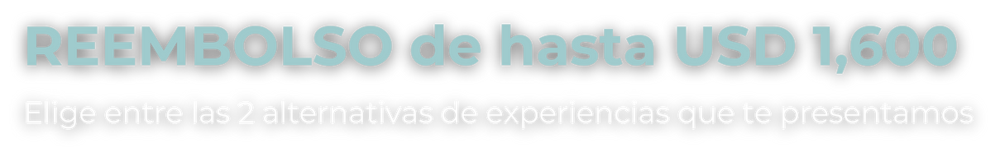 REEMBOLSO de hasta USD 1,600
Elige entre las 2 alternativas de experiencias que te presentamos